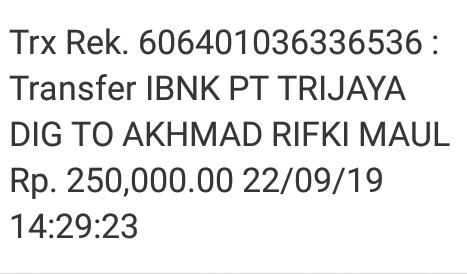 Trx Rek. 606401036336536 :
Transfer IBNK PT TRIJAYA
DIG TO AKHMAD RIFKI MAUL
Rp. 250,000.00 22/09/19
14:29:23